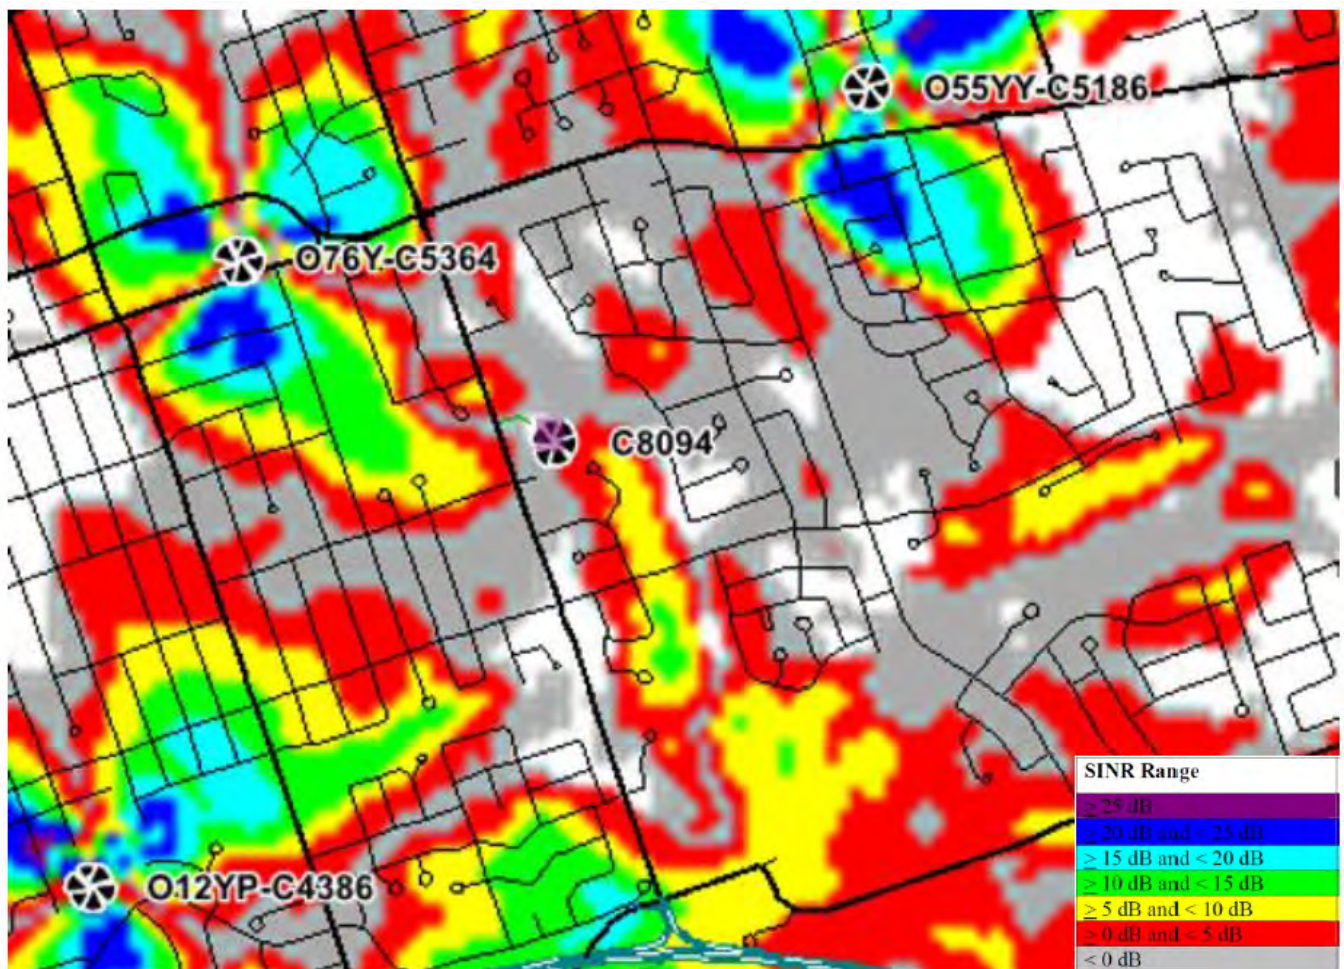 O55YY-C5186
O76Y-C5364
C8094
O12YP-C4386
SINR Range
≥ 25 dB
≥ 20 dB and < 25 dB
≥ 15 dB and < 20 dB
≥ 10 dB and < 15 dB
≥ 5 dB and < 10 dB
≥ 0 dB and < 5 dB
< 0 dB